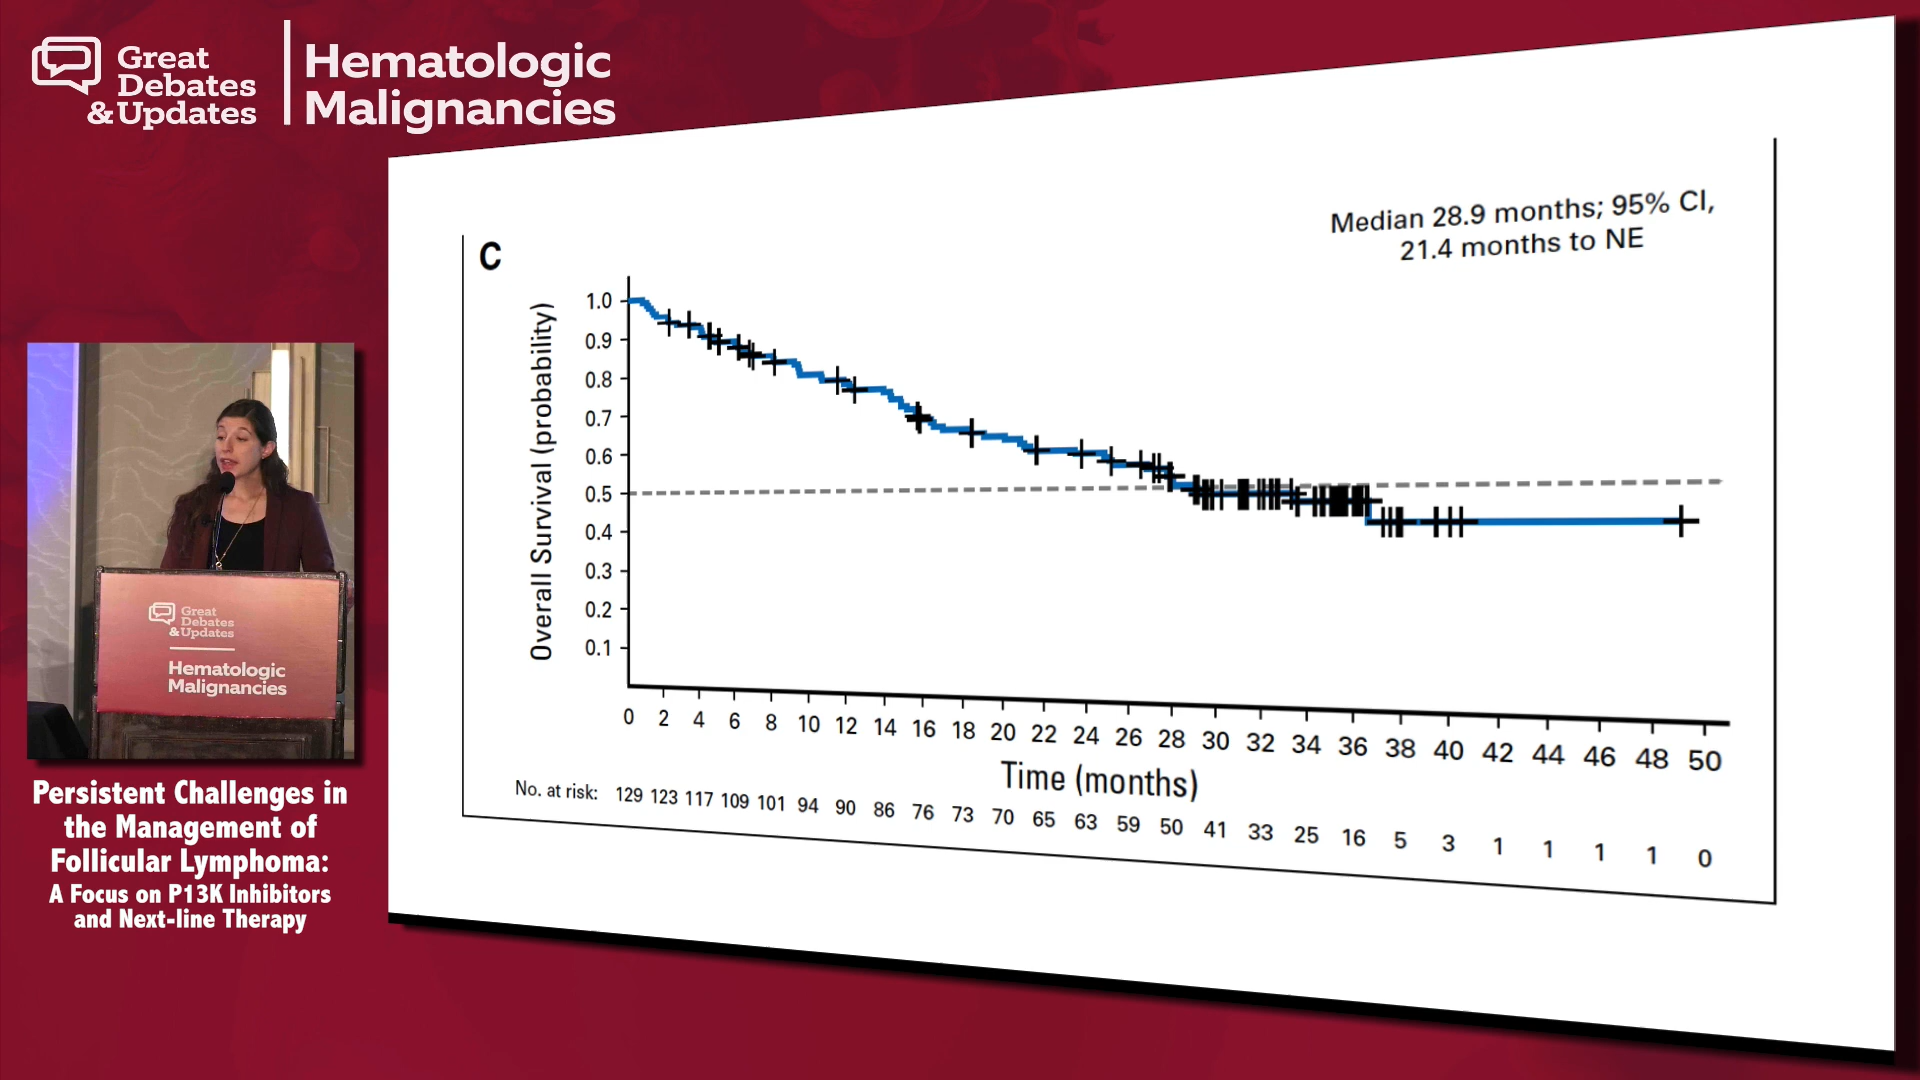 Great
Debates
&Updates
Hematologic
Malignancies
Median 28.9 months; 95% CI,
21.4 months to NE
C
Overall Survival (probability)
1.0
0.9
0.8
0.7
0.6
0.5
0.4
0.3
0.2
0.1
0 2 4 6 8 10 12 14 16 18 20 22 24 26 28 30 32 34 36 38 40 42 44 46 48 50
Time (months)
No. at risk: 129 123 117 109 101 94 90 86 76 73 70 65 63 59 50 41 33 25 16 5 3 1 1 1 1 0
Great
Debates
&Updates
Hematologic
Malignancies
Persistent Challenges in
the Management of
Follicular Lymphoma:
A Focus on P13K Inhibitors
and Next-line Therapy